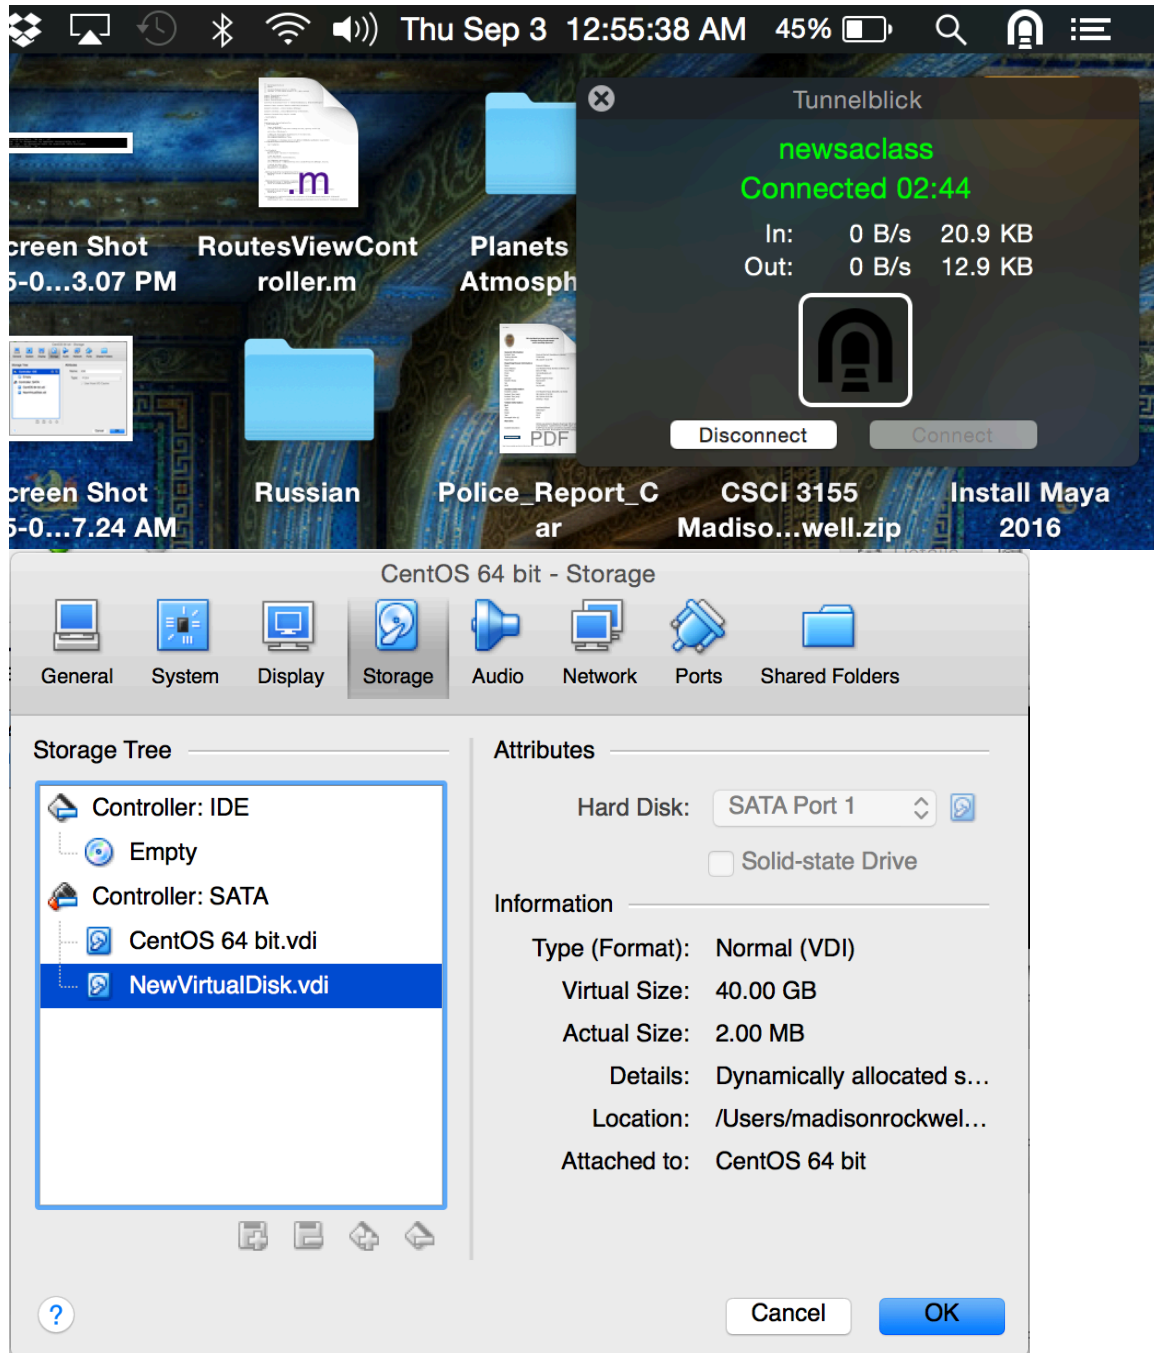 Thu Sep 3 12:55:38 AM 45%
Tunnelblick
newsaclass
Connected 02:44
In: 0 B/s 20.9 KB
Out: 0 B/s 12.9 KB
Disconnect Connect
.m
creen Shot
5-0...3.07 PM
RoutesViewCont
roller.m
Planets
Atmosph
PDF
creen Shot
5-0...7.24 AM
Russian
Police_Report_C
ar
CSCI 3155
Madiso...well.zip
Install Maya
2016
CentOS 64 bit - Storage
General System Display Storage Audio Network Ports Shared Folders
Storage Tree
Controller: IDE
Empty
Controller: SATA
CentOS 64 bit.vdi
NewVirtualDisk.vdi
Attributes
Hard Disk: SATA Port 1
Solid-state Drive
Information
Type (Format): Normal (VDI)
Virtual Size: 40.00 GB
Actual Size: 2.00 MB
Details: Dynamically allocated s...
Location: /Users/madisonrockwel...
Attached to: CentOS 64 bit
?
Cancel OK